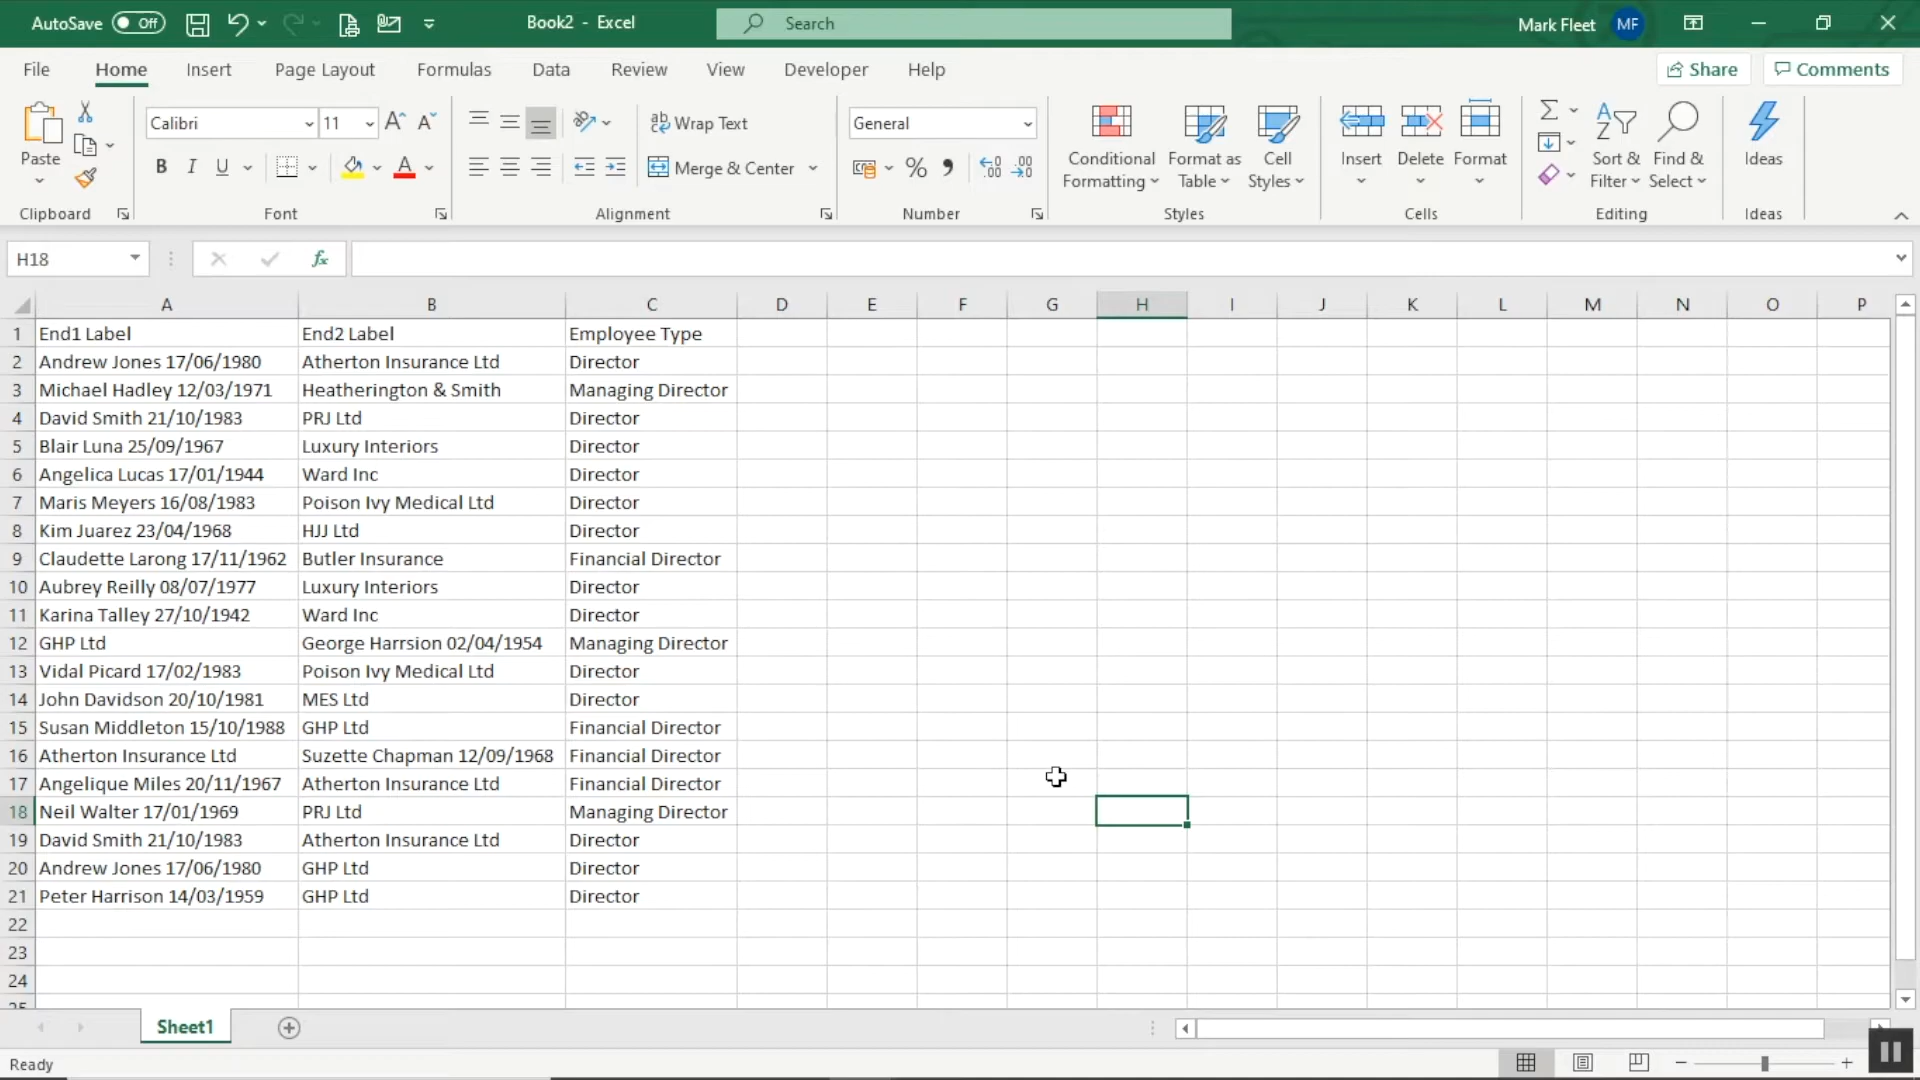 AutoSave Off Book2 - Excel Search Mark Fleet MF
File Home Insert Page Layout Formulas Data Review View Developer Help Share Comments
Calibri 11 Wrap Text General
Paste Merge & Center Conditional Formatting Format as Table Cell Styles Insert Delete Format Sort & Filter Find & Select Ideas
Clipboard Font Alignment Number Styles Cells Editing Ideas
H18 fx
A B C D E F G H I J K L M N O P
1 End1 Label End2 Label Employee Type
2 Andrew Jones 17/06/1980 Atherton Insurance Ltd Director
3 Michael Hadley 12/03/1971 Heatherington & Smith Managing Director
4 David Smith 21/10/1983 PRJ Ltd Director
5 Blair Luna 25/09/1967 Luxury Interiors Director
6 Angelica Lucas 17/01/1944 Ward Inc Director
7 Maris Meyers 16/08/1983 Poison Ivy Medical Ltd Director
8 Kim Juarez 23/04/1968 HJJ Ltd Director
9 Claudette Larong 17/11/1962 Butler Insurance Financial Director
10 Aubrey Reilly 08/07/1977 Luxury Interiors Director
11 Karina Talley 27/10/1942 Ward Inc Director
12 GHP Ltd George Harrsion 02/04/1954 Managing Director
13 Vidal Picard 17/02/1983 Poison Ivy Medical Ltd Director
14 John Davidson 20/10/1981 MES Ltd Director
15 Susan Middleton 15/10/1988 GHP Ltd Financial Director
16 Atherton Insurance Ltd Suzette Chapman 12/09/1968 Financial Director
17 Angelique Miles 20/11/1967 Atherton Insurance Ltd Financial Director
18 Neil Walter 17/01/1969 PRJ Ltd Managing Director
19 David Smith 21/10/1983 Atherton Insurance Ltd Director
20 Andrew Jones 17/06/1980 GHP Ltd Director
21 Peter Harrison 14/03/1959 GHP Ltd Director
22
23
24
25
Sheet1
Ready